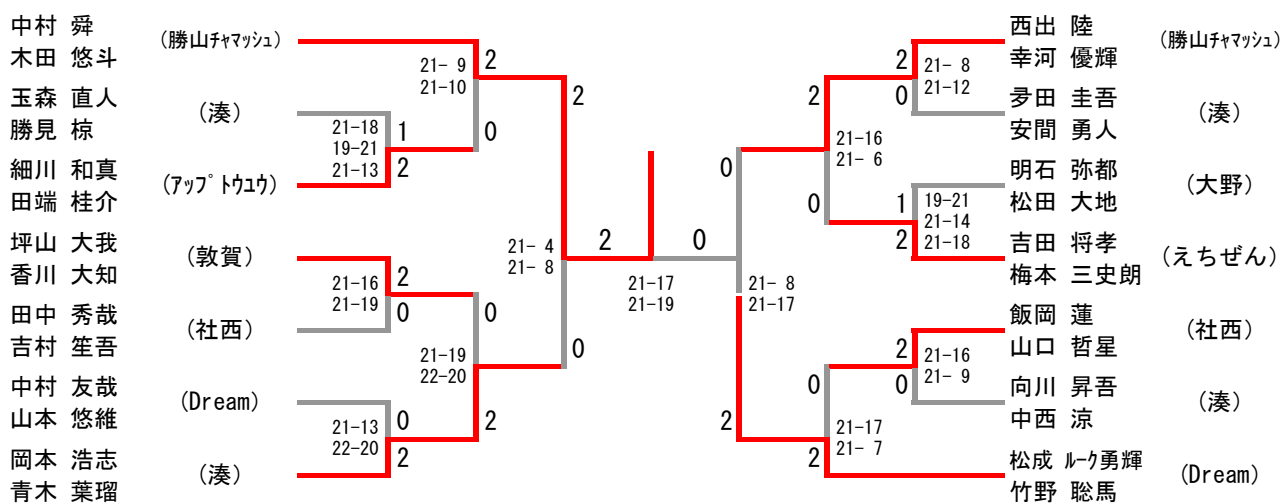 中村 舜
木田 悠斗
(勝山チャマッシュ)
玉森 直人
勝見 椋
(湊)
細川 和真
田端 桂介
(アップトウユウ)
坪山 大我
香川 大知
(敦賀)
田中 秀哉
吉村 笙吾
(社西)
中村 友哉
山本 悠維
(Dream)
岡本 浩志
青木 葉瑠
(湊)
21-18
19-21
21-13
1
2
21-16
21-19
2
0
21-13
22-20
0
2
21- 9
21-10
2
0
21-19
22-20
0
2
21- 4
21- 8
2
0
2
0
21-17
21-19
0
2
21- 8
21-17
2
0
21-16
21- 6
0
2
21-17
21- 7
2
0
21- 8
21-12
1
2
19-21
21-14
21-18
2
0
21-16
21- 9
西出 陸
幸河 優輝
(勝山チャマッシュ)
夛田 圭吾
安間 勇人
(湊)
明石 弥都
松田 大地
(大野)
吉田 将孝
梅本 三史朗
(えちぜん)
飯岡 蓮
山口 哲星
(社西)
向川 昇吾
中西 涼
(湊)
松成 ルーク勇輝
竹野 聡馬
(Dream)